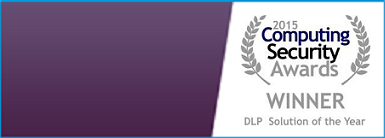 2015
Computing
Security
Awards
WINNER
DLP Solution of the Year